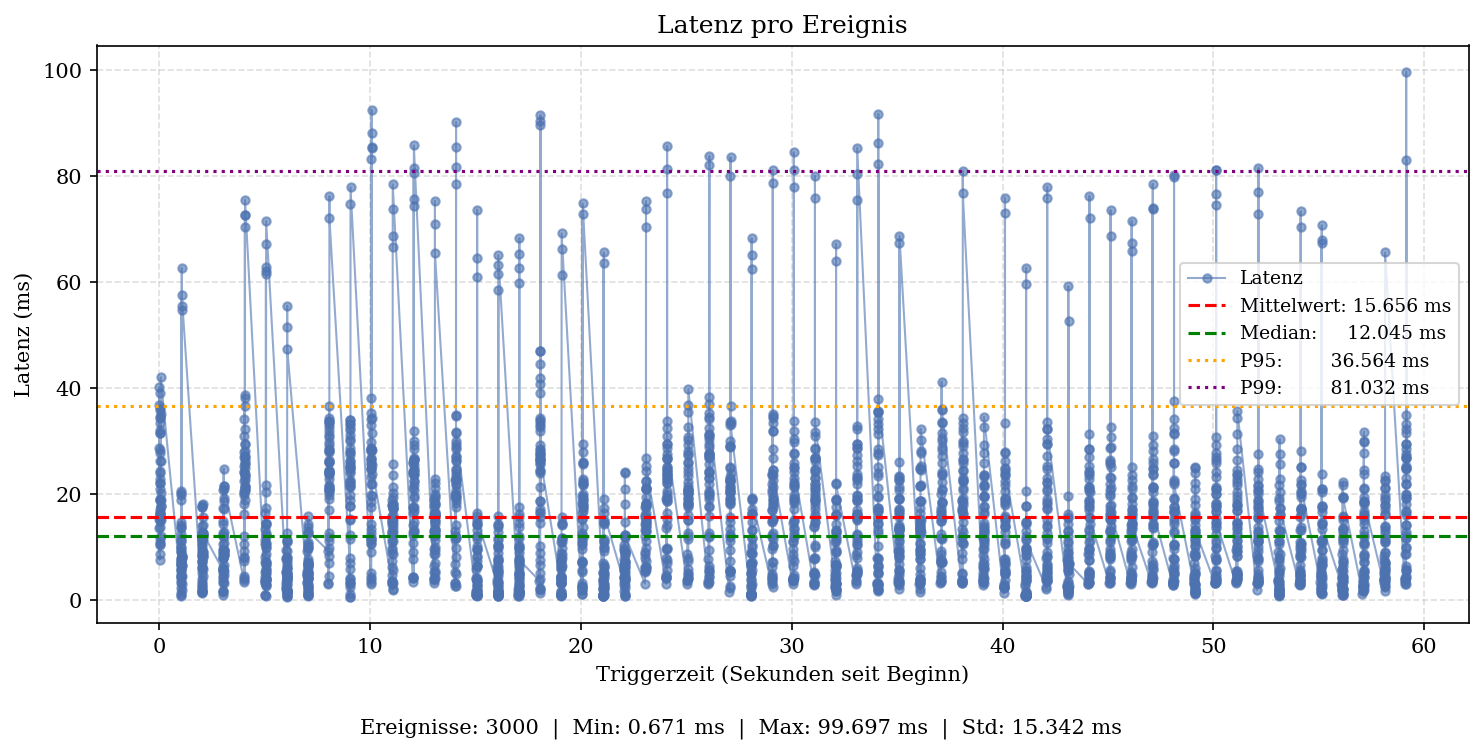 Latenz pro Ereignis
Latenz (ms)
100
80
60
40
20
0
Latenz
Mittelwert: 15.656 ms
Median: 12.045 ms
P95: 36.564 ms
P99: 81.032 ms
0 10 20 30 40 50 60
Triggerzeit (Sekunden seit Beginn)
Ereignisse: 3000 | Min: 0.671 ms | Max: 99.697 ms | Std: 15.342 ms